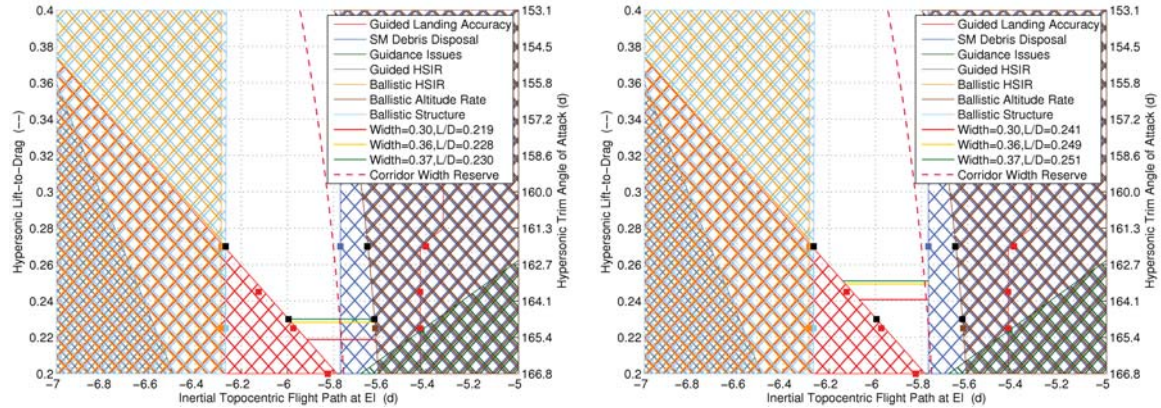 0.4
0.38
0.36
0.34
0.32
0.3
0.28
0.26
0.24
0.22
0.2
Hypersonic Lift-to-Drag (---)
-7
-6.8
-6.6
-6.4
-6.2
-6
-5.8
-5.6
-5.4
-5.2
-5
Inertial Topocentric Flight Path at EI (d)
153.1
154.5
155.8
157.2
158.6
160.0
161.3
162.7
164.1
165.4
166.8
Hypersonic Trim Angle of Attack (d)
Guided Landing Accuracy
SM Debris Disposal
Guidance Issues
Guided HSIR
Ballistic HSIR
Ballistic Altitude Rate
Ballistic Structure
Width=0.30,L/D=0.219
Width=0.36,L/D=0.228
Width=0.37,L/D=0.230
Corridor Width Reserve
0.4
0.38
0.36
0.34
0.32
0.3
0.28
0.26
0.24
0.22
0.2
Hypersonic Lift-to-Drag (---)
-7
-6.8
-6.6
-6.4
-6.2
-6
-5.8
-5.6
-5.4
-5.2
-5
Inertial Topocentric Flight Path at EI (d)
153.1
154.5
155.8
157.2
158.6
160.0
161.3
162.7
164.1
165.4
166.8
Hypersonic Trim Angle of Attack (d)
Guided Landing Accuracy
SM Debris Disposal
Guidance Issues
Guided HSIR
Ballistic HSIR
Ballistic Altitude Rate
Ballistic Structure
Width=0.30,L/D=0.241
Width=0.36,L/D=0.249
Width=0.37,L/D=0.251
Corridor Width Reserve